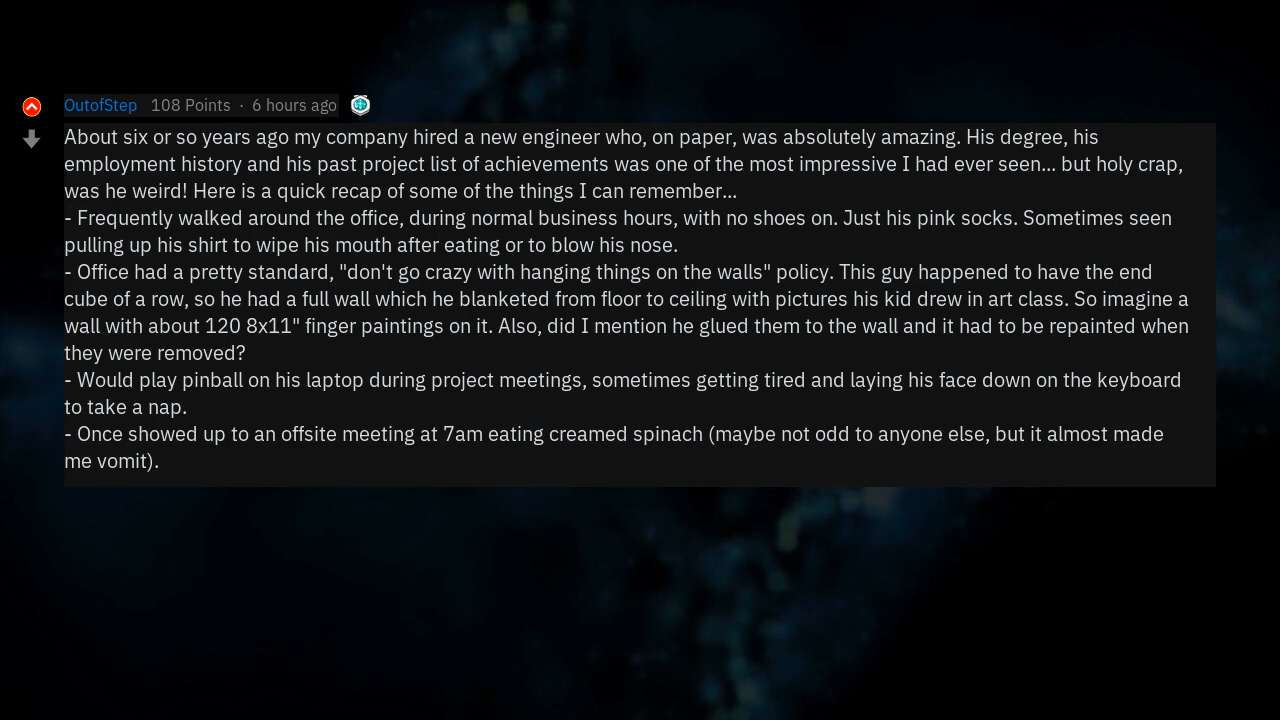 OutofStep 108 Points · 6 hours ago
About six or so years ago my company hired a new engineer who, on paper, was absolutely amazing. His degree, his
employment history and his past project list of achievements was one of the most impressive I had ever seen... but holy crap,
was he weird! Here is a quick recap of some of the things I can remember...
- Frequently walked around the office, during normal business hours, with no shoes on. Just his pink socks. Sometimes seen
pulling up his shirt to wipe his mouth after eating or to blow his nose.
- Office had a pretty standard, "don't go crazy with hanging things on the walls" policy. This guy happened to have the end
cube of a row, so he had a full wall which he blanketed from floor to ceiling with pictures his kid drew in art class. So imagine a
wall with about 120 8x11" finger paintings on it. Also, did I mention he glued them to the wall and it had to be repainted when
they were removed?
- Would play pinball on his laptop during project meetings, sometimes getting tired and laying his face down on the keyboard
to take a nap.
- Once showed up to an offsite meeting at 7am eating creamed spinach (maybe not odd to anyone else, but it almost made
me vomit).